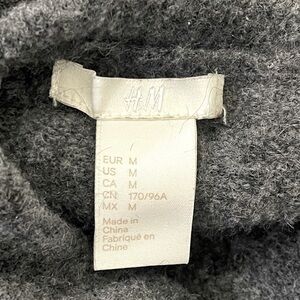 H&M
EUR M
US M
CA M
CN 170/96A
MX M
Made in
China
Fabriqué en
Chine